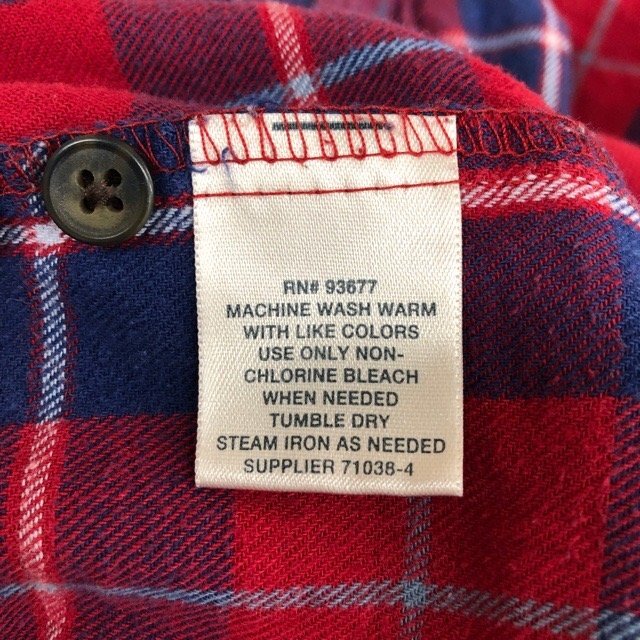 RN# 93677
MACHINE WASH WARM
WITH LIKE COLORS
USE ONLY NON-
CHLORINE BLEACH
WHEN NEEDED
TUMBLE DRY
STEAM IRON AS NEEDED
SUPPLIER 71038-4